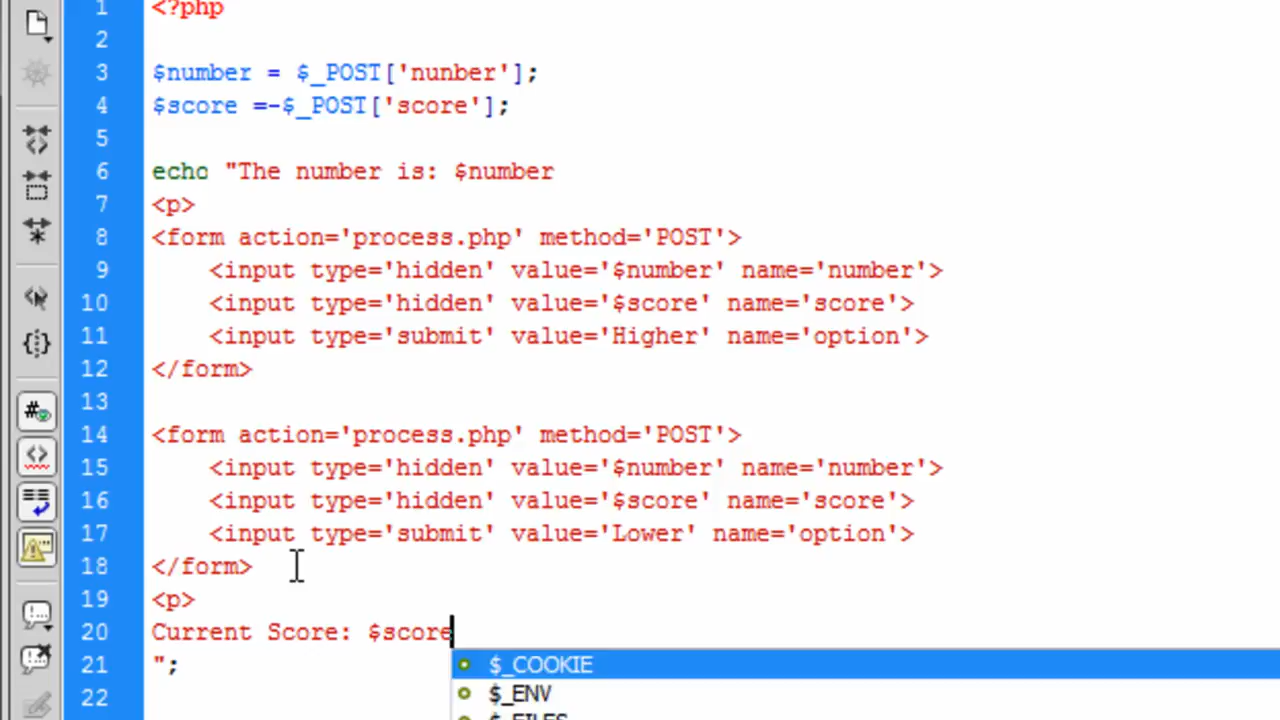 1 <?php
2
3 $number = $_POST['nunber'];
4 $score =-$_POST['score'];
5
6 echo "The number is: $number
7 <p>
8 <form action='process.php' method='POST'>
9 <input type='hidden' value='$number' name='number'>
10 <input type='hidden' value='$score' name='score'>
11 <input type='submit' value='Higher' name='option'>
12 </form>
13
14 <form action='process.php' method='POST'>
15 <input type='hidden' value='$number' name='number'>
16 <input type='hidden' value='$score' name='score'>
17 <input type='submit' value='Lower' name='option'>
18 </form>
19 <p>
20 Current Score: $score
21 ";
$_COOKIE
22
$_ENV
$_FILES